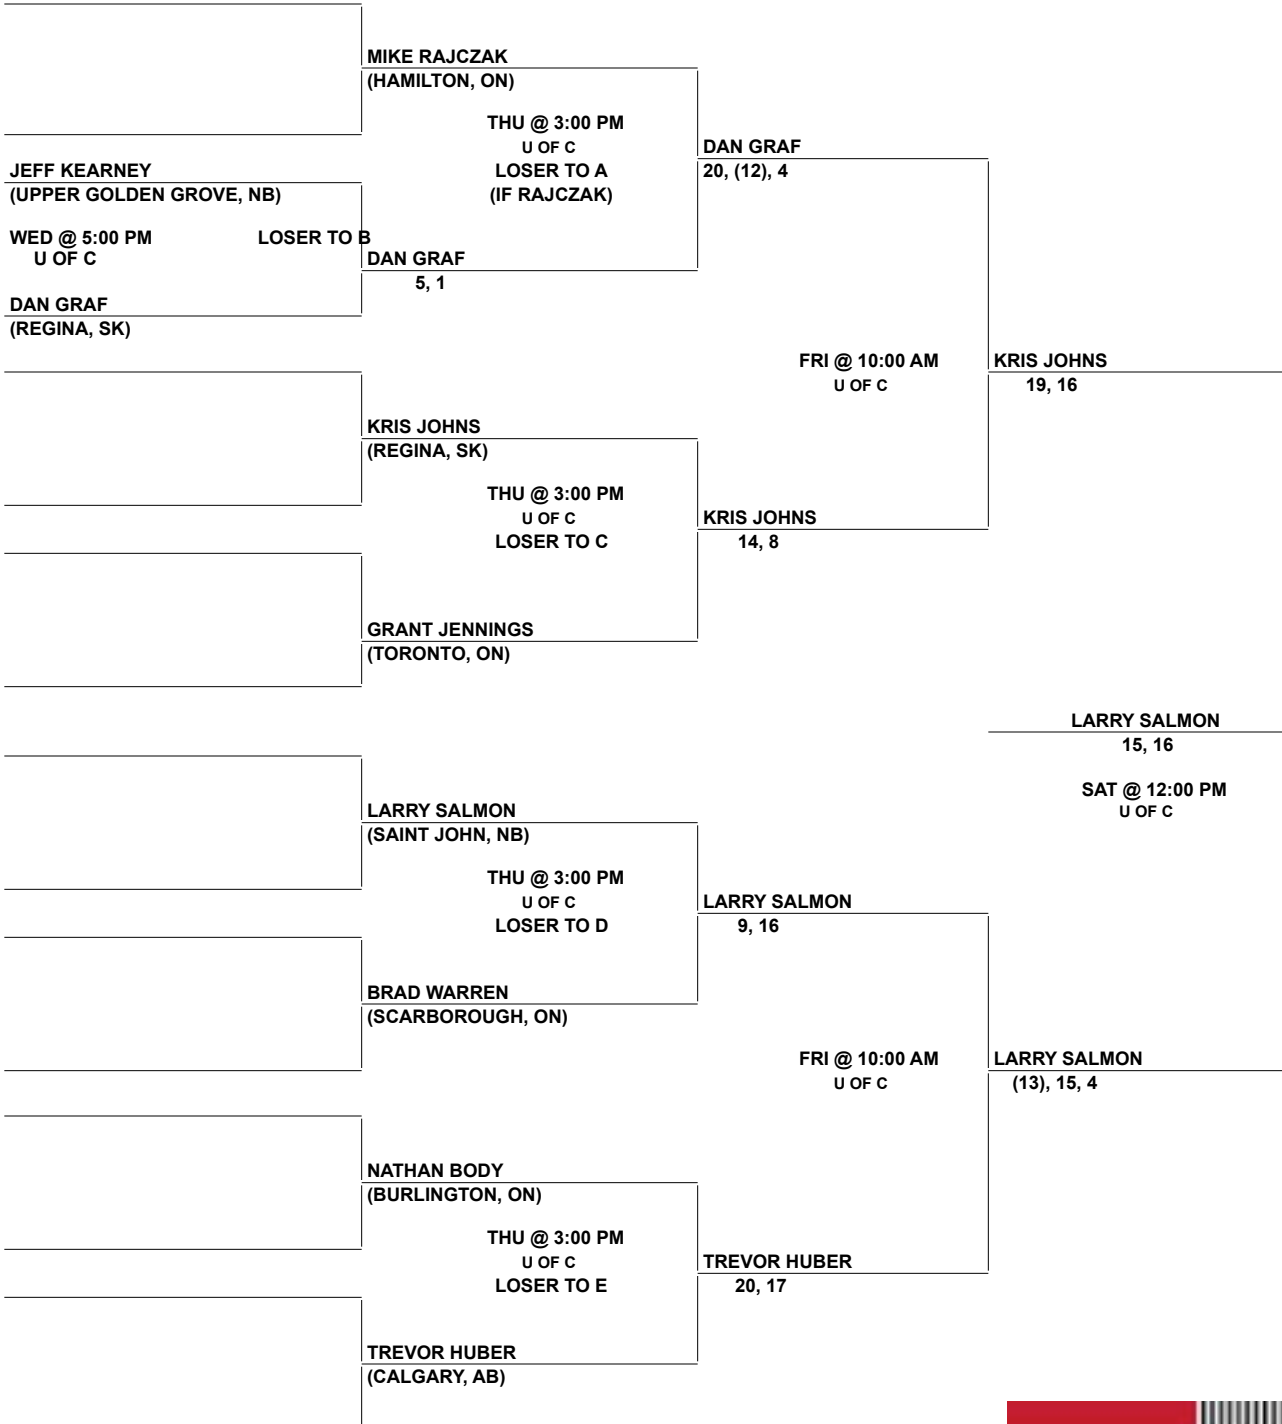 MIKE RAJCZAK
(HAMILTON, ON)
THU @ 3:00 PM
U OF C
LOSER TO A
(IF RAJCZAK)
DAN GRAF
20, (12), 4
JEFF KEARNEY
(UPPER GOLDEN GROVE, NB)
WED @ 5:00 PM LOSER TO B
U OF C
DAN GRAF
5, 1
DAN GRAF
(REGINA, SK)
FRI @ 10:00 AM
U OF C
KRIS JOHNS
19, 16
KRIS JOHNS
(REGINA, SK)
THU @ 3:00 PM
U OF C
LOSER TO C
KRIS JOHNS
14, 8
GRANT JENNINGS
(TORONTO, ON)
LARRY SALMON
15, 16
SAT @ 12:00 PM
U OF C
LARRY SALMON
(SAINT JOHN, NB)
THU @ 3:00 PM
U OF C
LOSER TO D
LARRY SALMON
9, 16
BRAD WARREN
(SCARBOROUGH, ON)
FRI @ 10:00 AM
U OF C
LARRY SALMON
(13), 15, 4
NATHAN BODY
(BURLINGTON, ON)
THU @ 3:00 PM
U OF C
LOSER TO E
TREVOR HUBER
20, 17
TREVOR HUBER
(CALGARY, AB)